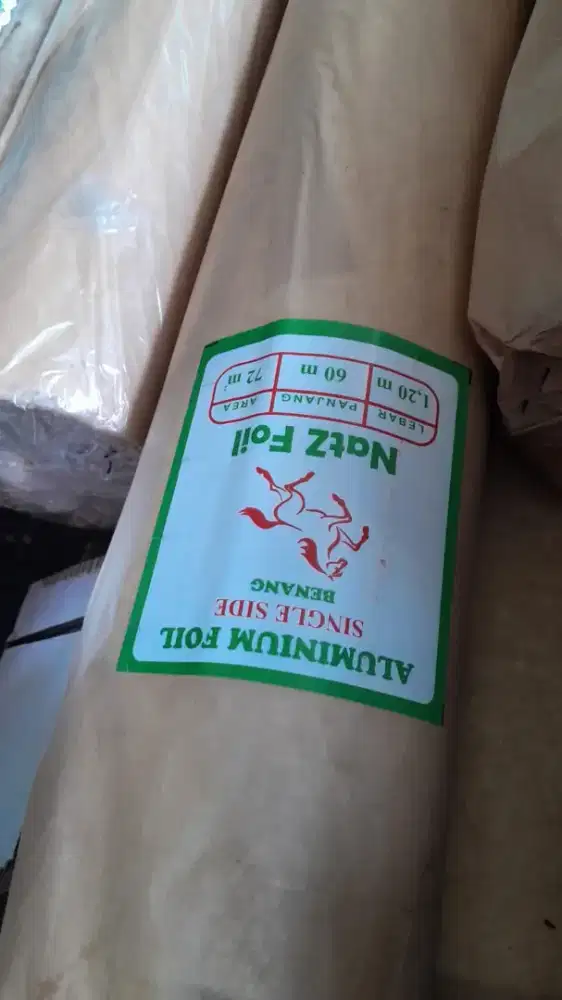 ALUMINIUM FOIL
SINGLE SIDE
BENANG
NatZ Foil
LEBAR PANJANG AREA
1,20 m 60 m 72 m²